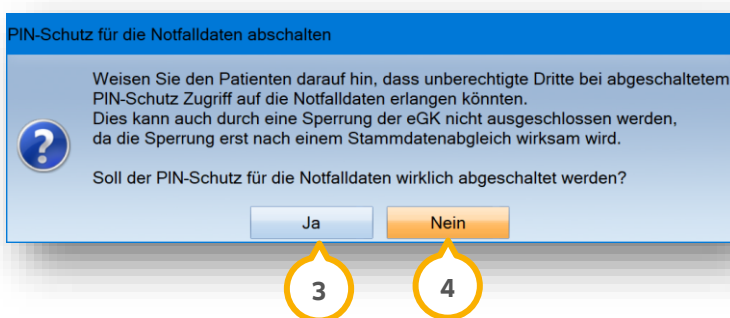 PIN-Schutz für die Notfalldaten abschalten
Weisen Sie den Patienten darauf hin, dass unberechtigte Dritte bei abgeschaltetem
PIN-Schutz Zugriff auf die Notfalldaten erlangen könnten.
Dies kann auch durch eine Sperrung der eGK nicht ausgeschlossen werden,
da die Sperrung erst nach einem Stammdatenabgleich wirksam wird.
Soll der PIN-Schutz für die Notfalldaten wirklich abgeschaltet werden?
Ja Nein
3 4